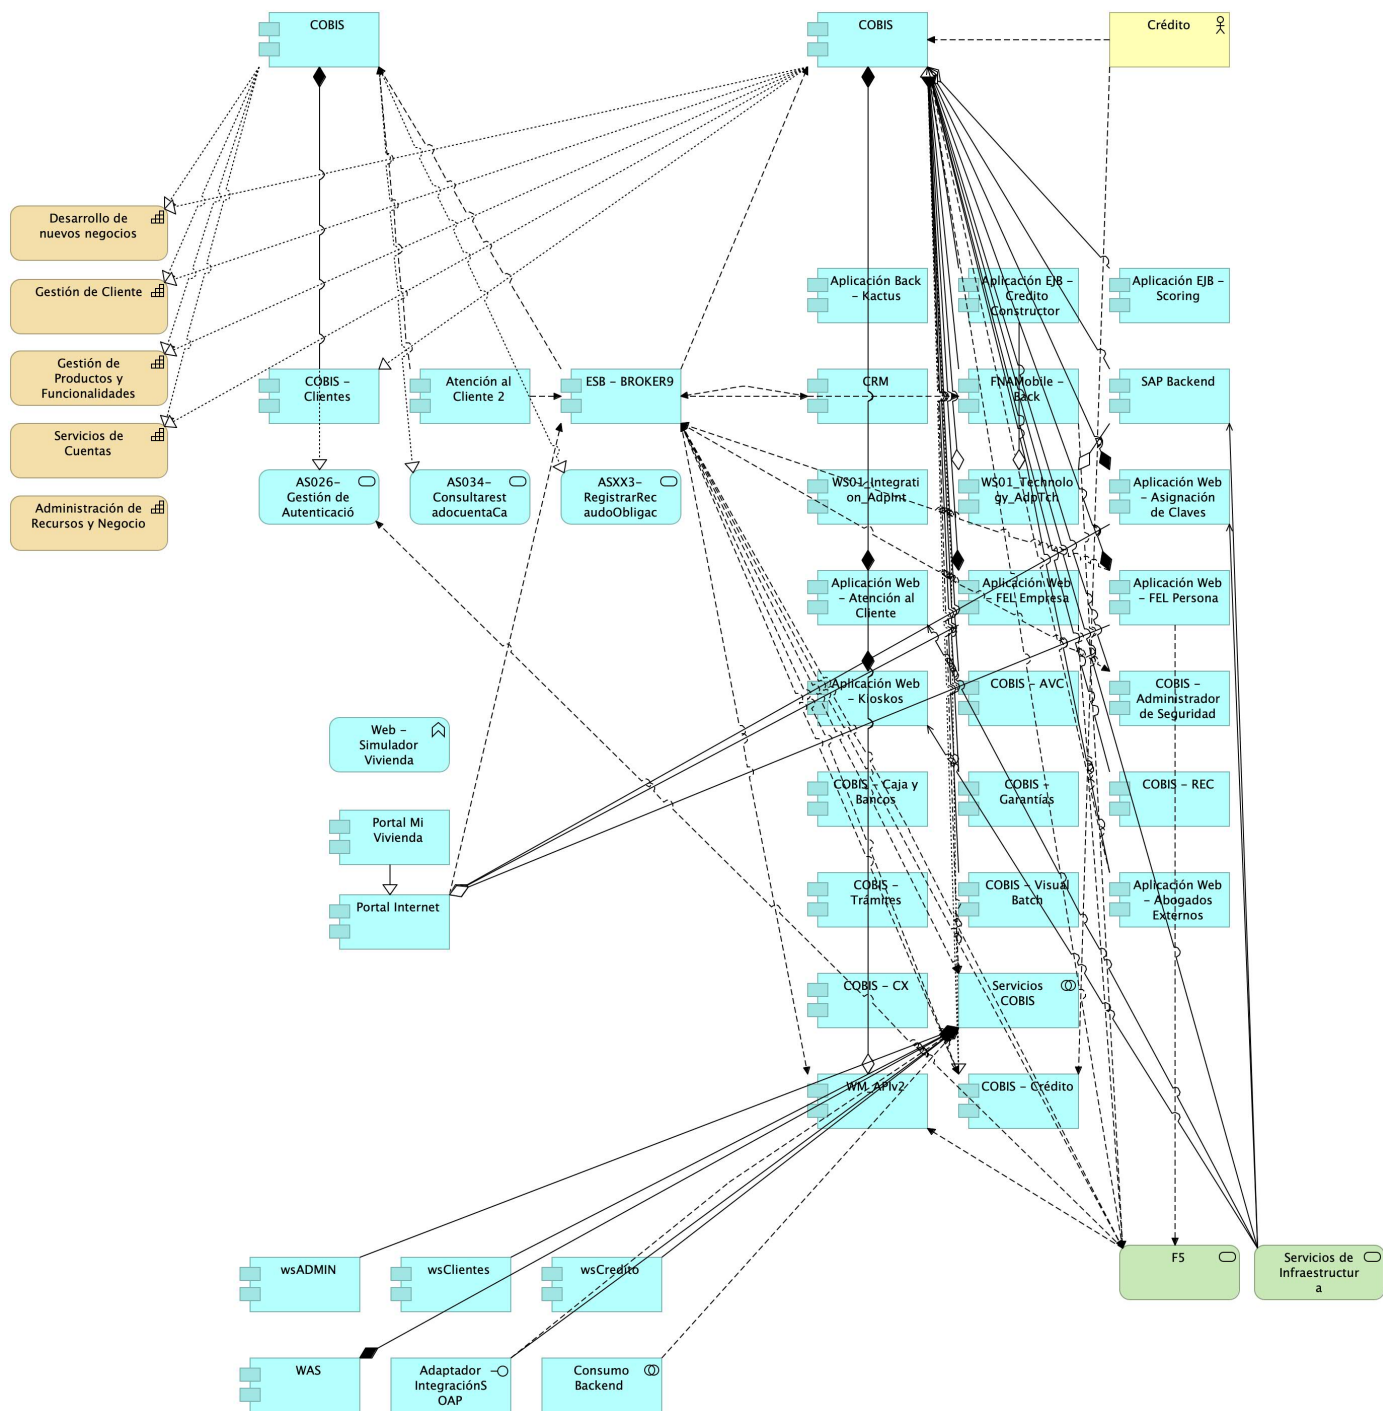 COBIS
COBIS
Crédito
Desarrollo de
nuevos negocios
Gestión de Cliente
Gestión de
Productos y
Funcionalidades
Servicios de
Cuentas
Administración de
Recursos y Negocio
Aplicación Back
– Kactus
Aplicación EJB –
Credito
Constructor
Aplicación EJB –
Scoring
COBIS –
Clientes
Atención al
Cliente 2
ESB – BROKER9
CRM
FNAMobile –
Back
SAP Backend
AS026–
Gestión de
Autenticació
AS034–
Consultarest
adocuentaCa
ASXX3–
RegistrarRec
audoObligac
WS01_Integrati
on_AdpInt
WS01_Technolo
gy_AdpTch
Aplicación Web
– Asignación
de Claves
Aplicación Web
– Atención al
Cliente
Aplicación Web
– FEL Empresa
Aplicación Web
– FEL Persona
Aplicación Web
– Kioskos
COBIS – AVC
COBIS –
Administrador
de Seguridad
Web –
Simulador
Vivienda
COBIS – Caja y
Bancos
COBIS –
Garantías
COBIS – REC
Portal Mi
Vivienda
Portal Internet
COBIS –
Trámites
COBIS – Visual
Batch
Aplicación Web
– Abogados
Externos
COBIS – CX
Servicios
COBIS
WM_APIv2
COBIS – Crédito
F5
Servicios de
Infraestructur
a
wsADMIN
wsClientes
wsCredito
WAS
Adaptador
IntegraciónS
OAP
Consumo
Backend